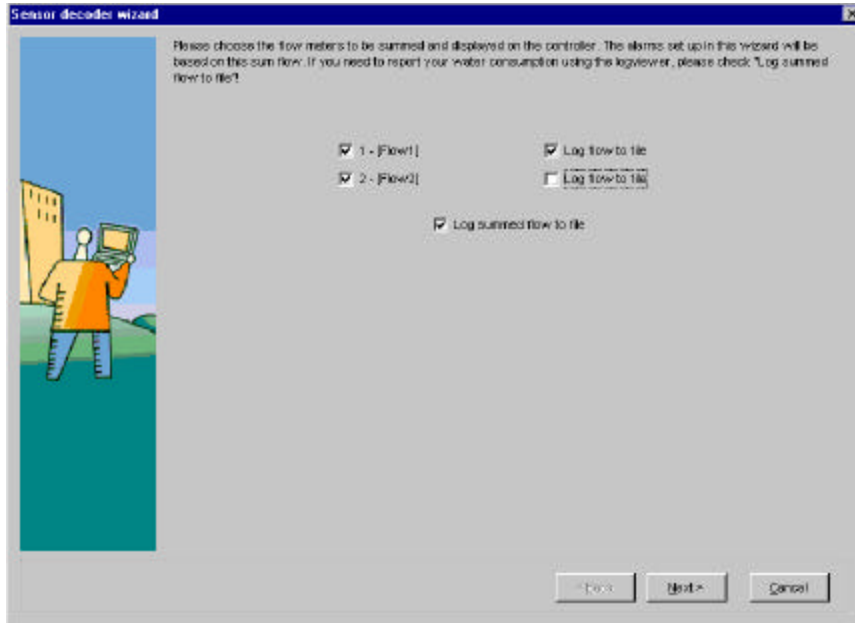 Sensor decoder wizard
Please choose the flow meters to be summed and displayed on the controller. The alarms set up in this wizard will be
based on this sum flow. If you need to report your water consumption using the logviewer, please check "Log summed
flow to file"!
1 - [Flow1] Log flow to file
2 - [Flow2] Log flow to file
Log summed flow to file
< Back Next > Cancel